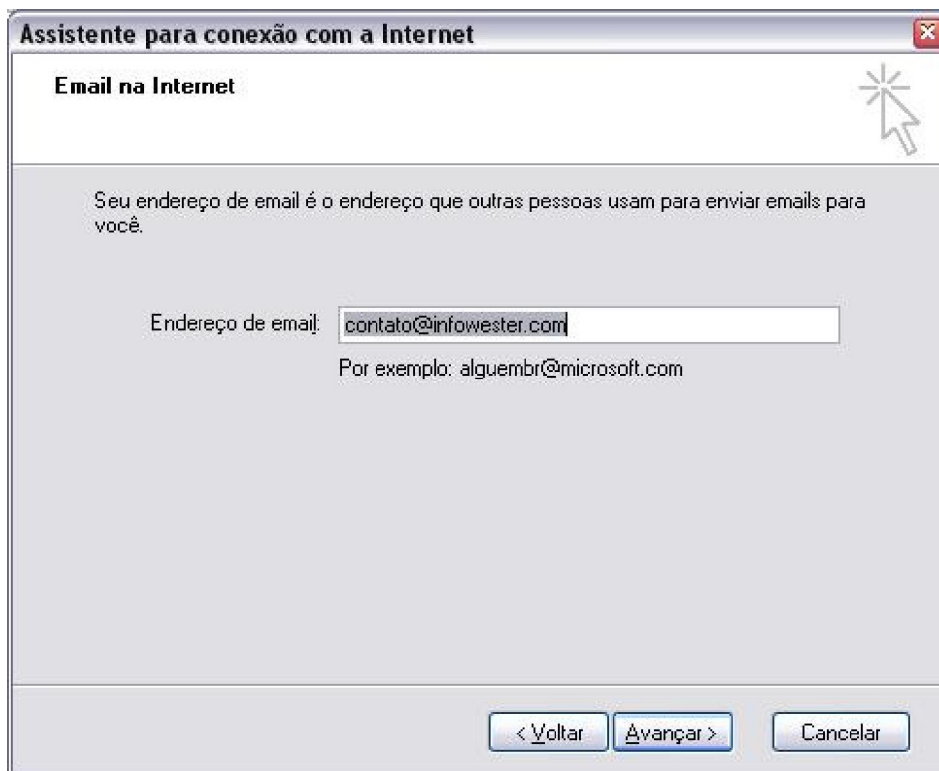 Assistente para conexão com a Internet
Email na Internet
Seu endereço de email é o endereço que outras pessoas usam para enviar emails para
você.
Endereço de email: contato@infowester.com
Por exemplo: alguembr@microsoft.com
< Voltar Avançar > Cancelar